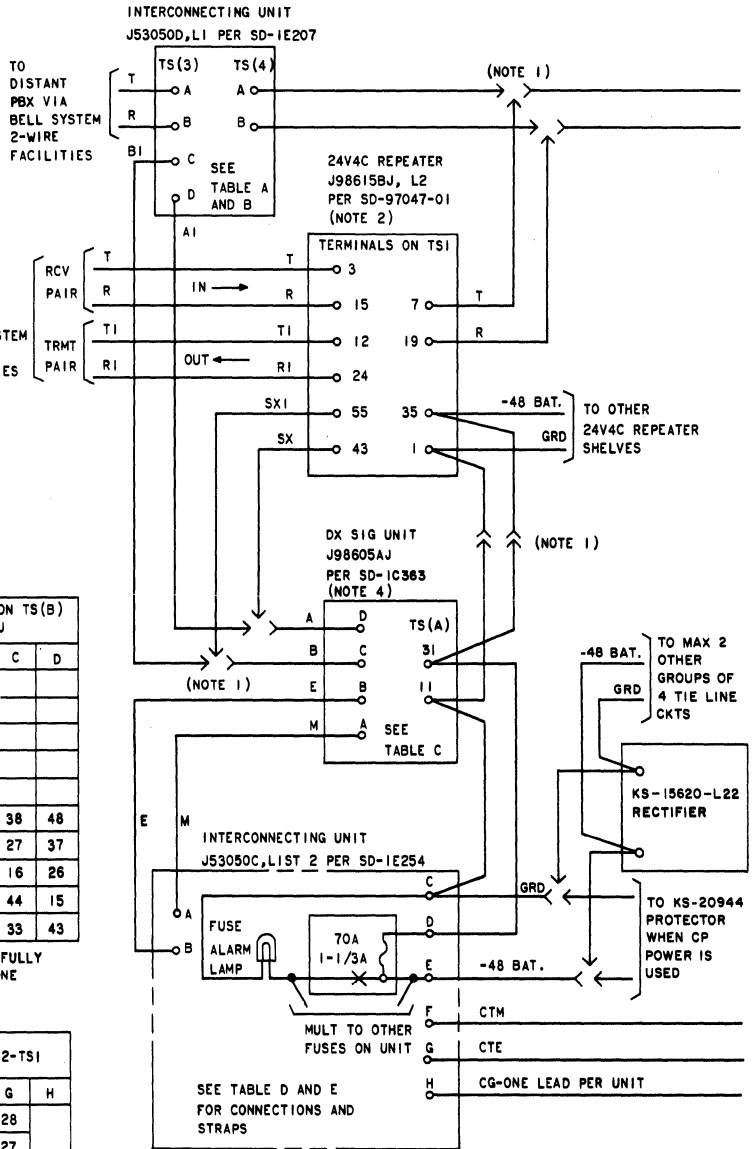 INTERCONNECTING UNIT
J53050D,L1 PER SD-1E207
TO
DISTANT
PBX VIA
BELL SYSTEM
2-WIRE
FACILITIES
T
R
B1
TS(3) TS(4)
A A
B B
C
D
SEE
TABLE A
AND B
A1
(NOTE 1)
24V4C REPEATER
J98615BJ, L2
PER SD-97047-01
(NOTE 2)
TERMINALS ON TS1
RCV
PAIR
T T 3
IN
R R 15 7 T
STEM
ES
TRMT
PAIR
T1 T1 12 19 R
OUT
R1 R1 24
SX1 55 35 -48 BAT.
SX 43 1 GRD
TO OTHER
24V4C REPEATER
SHELVES
(NOTE 1)
DX SIG UNIT
J98605AJ
PER SD-1C363
(NOTE 4)
A D TS(A)
B C 31
E B 11
M A
SEE
TABLE C
(NOTE 1)
-48 BAT.
GRD
TO MAX 2
OTHER
GROUPS OF
4 TIE LINE
CKTS
KS-15620-L22
RECTIFIER
ON TS(B)
J
C D
38 48
27 37
16 26
44 15
33 43
FULLY
NE
E M
INTERCONNECTING UNIT
J53050C,LIST 2 PER SD-1E254
A
B
FUSE
ALARM
LAMP
70A
1-1/3A
C GRD
D
E -48 BAT.
TO KS-20944
PROTECTOR
WHEN CP
POWER IS
USED
MULT TO OTHER
FUSES ON UNIT
F CTM
G CTE
H CG-ONE LEAD PER UNIT
SEE TABLE D AND E
FOR CONNECTIONS AND
STRAPS
2-TS1
G H
28
27